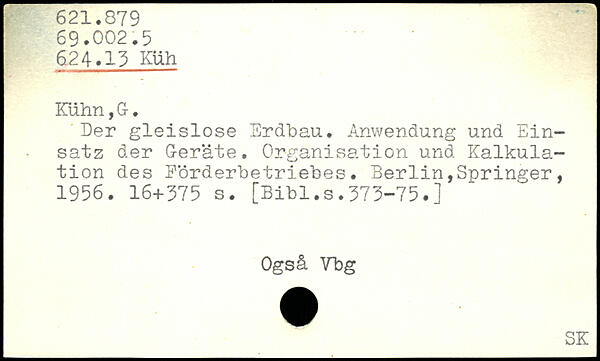 621.879
69.002.5
624.13 Küh
Kühn,G.
Der gleislose Erdbau. Anwendung und Ein-
satz der Geräte. Organisation und Kalkula-
tion des Förderbetriebes. Berlin,Springer,
1956. 16+375 s. [Bibl.s.373-75.]
Også Vbg
SK